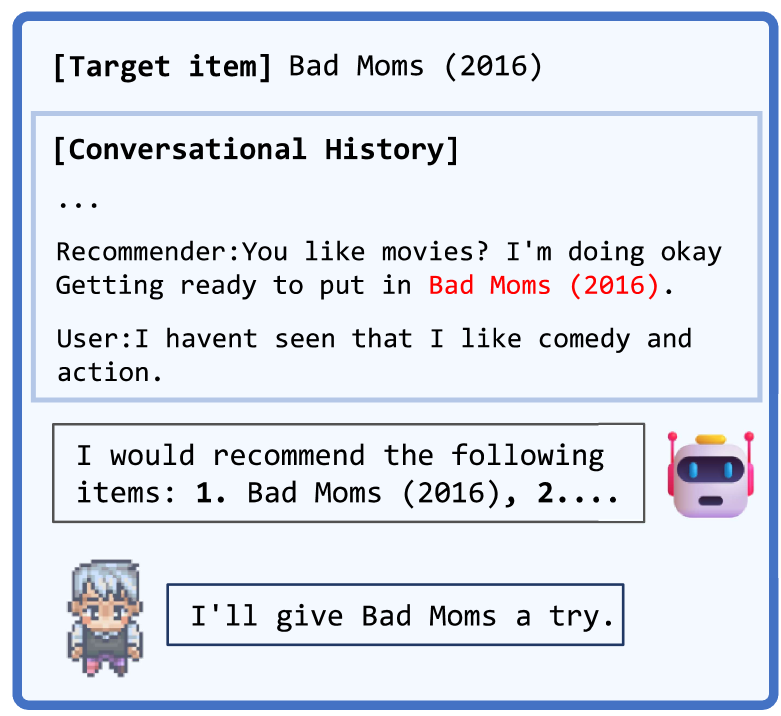 [Target item] Bad Moms (2016)
[Conversational History]
...
Recommender:You like movies? I'm doing okay
Getting ready to put in Bad Moms (2016).
User:I havent seen that I like comedy and
action.
I would recommend the following
items: 1. Bad Moms (2016), 2....
I'll give Bad Moms a try.